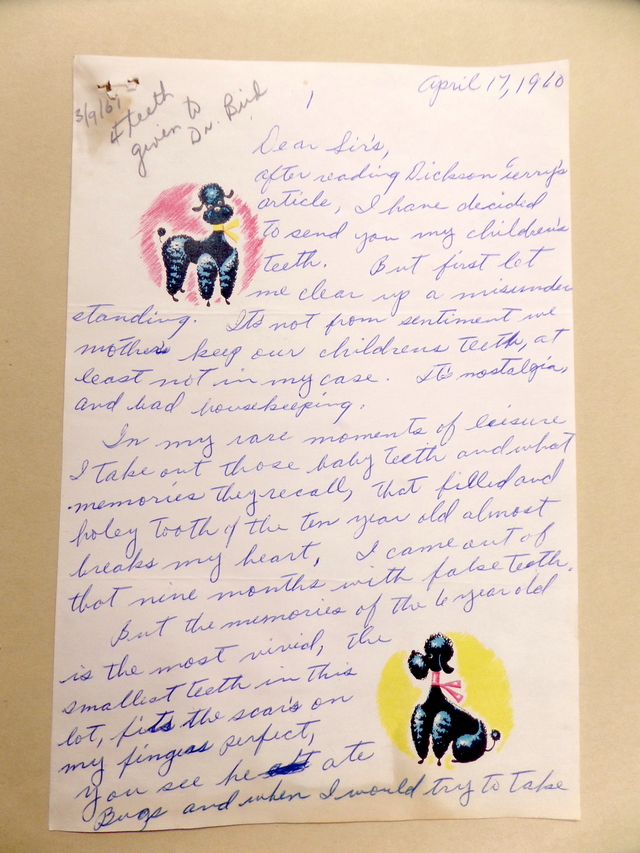 April 17, 1960
3/9/61
4 teeth
given to
Dr. Bird
1
Dear Sir's,
after reading Dickson Terry's
article, I have decided
to send you my children's
teeth. But first let
me clear up a misunder
standing. It's not from sentiment we
mothers keep our childrens teeth, at
least not in my case. It's nostalgia,
and bad housekeeping.
In my rare moments of leisure
I take out those baby teeth and what
memories they recall, that filled and
holey tooth of the ten year old almost
breaks my heart, I came out of
that nine months with false teeth.
But the memories of the 6 year old
is the most vivid, the
smallest teeth in this
lot, fits the scars on
my fingers perfect,
you see he ate
Bugs and when I would try to take